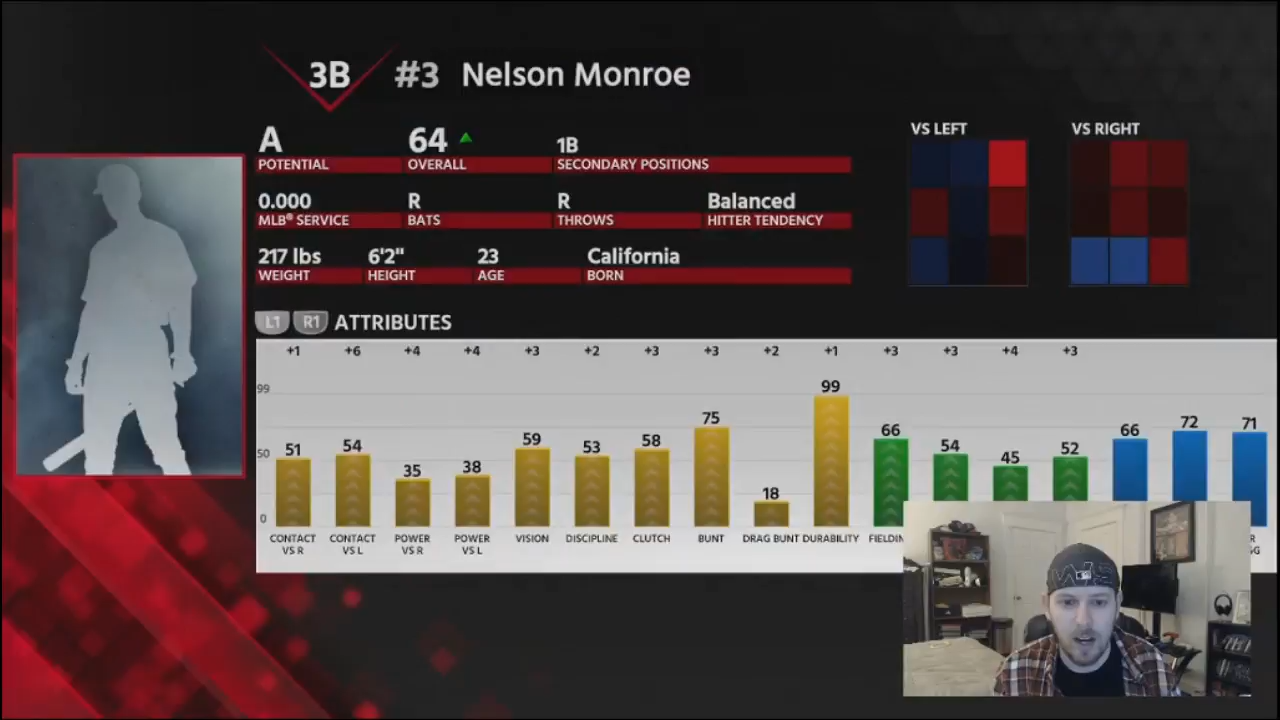 3B #3 Nelson Monroe
A 64 1B
POTENTIAL OVERALL SECONDARY POSITIONS
0.000 R R Balanced
MLB® SERVICE BATS THROWS HITTER TENDENCY
217 lbs 6'2" 23 California
WEIGHT HEIGHT AGE BORN
VS LEFT VS RIGHT
L1 R1 ATTRIBUTES
+1 +6 +4 +4 +3 +2 +3 +3 +2 +1 +3 +3 +4 +3
99
50
0
51 54 35 38 59 53 58 75 18 99 66 54 45 52 66 72 71
CONTACT VS R CONTACT VS L POWER VS R POWER VS L VISION DISCIPLINE CLUTCH BUNT DRAG BUNT DURABILITY FIELDIN